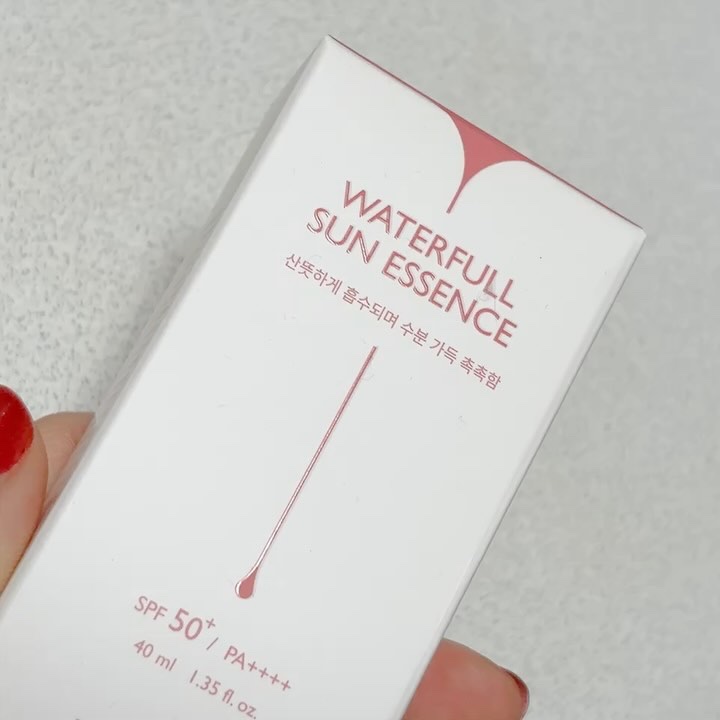 WATERFULL
SUN ESSENCE
산뜻하게 흡수되며 수분 가득 촉촉함
SPF 50+ / PA++++
40 ml 1.35 fl. oz.